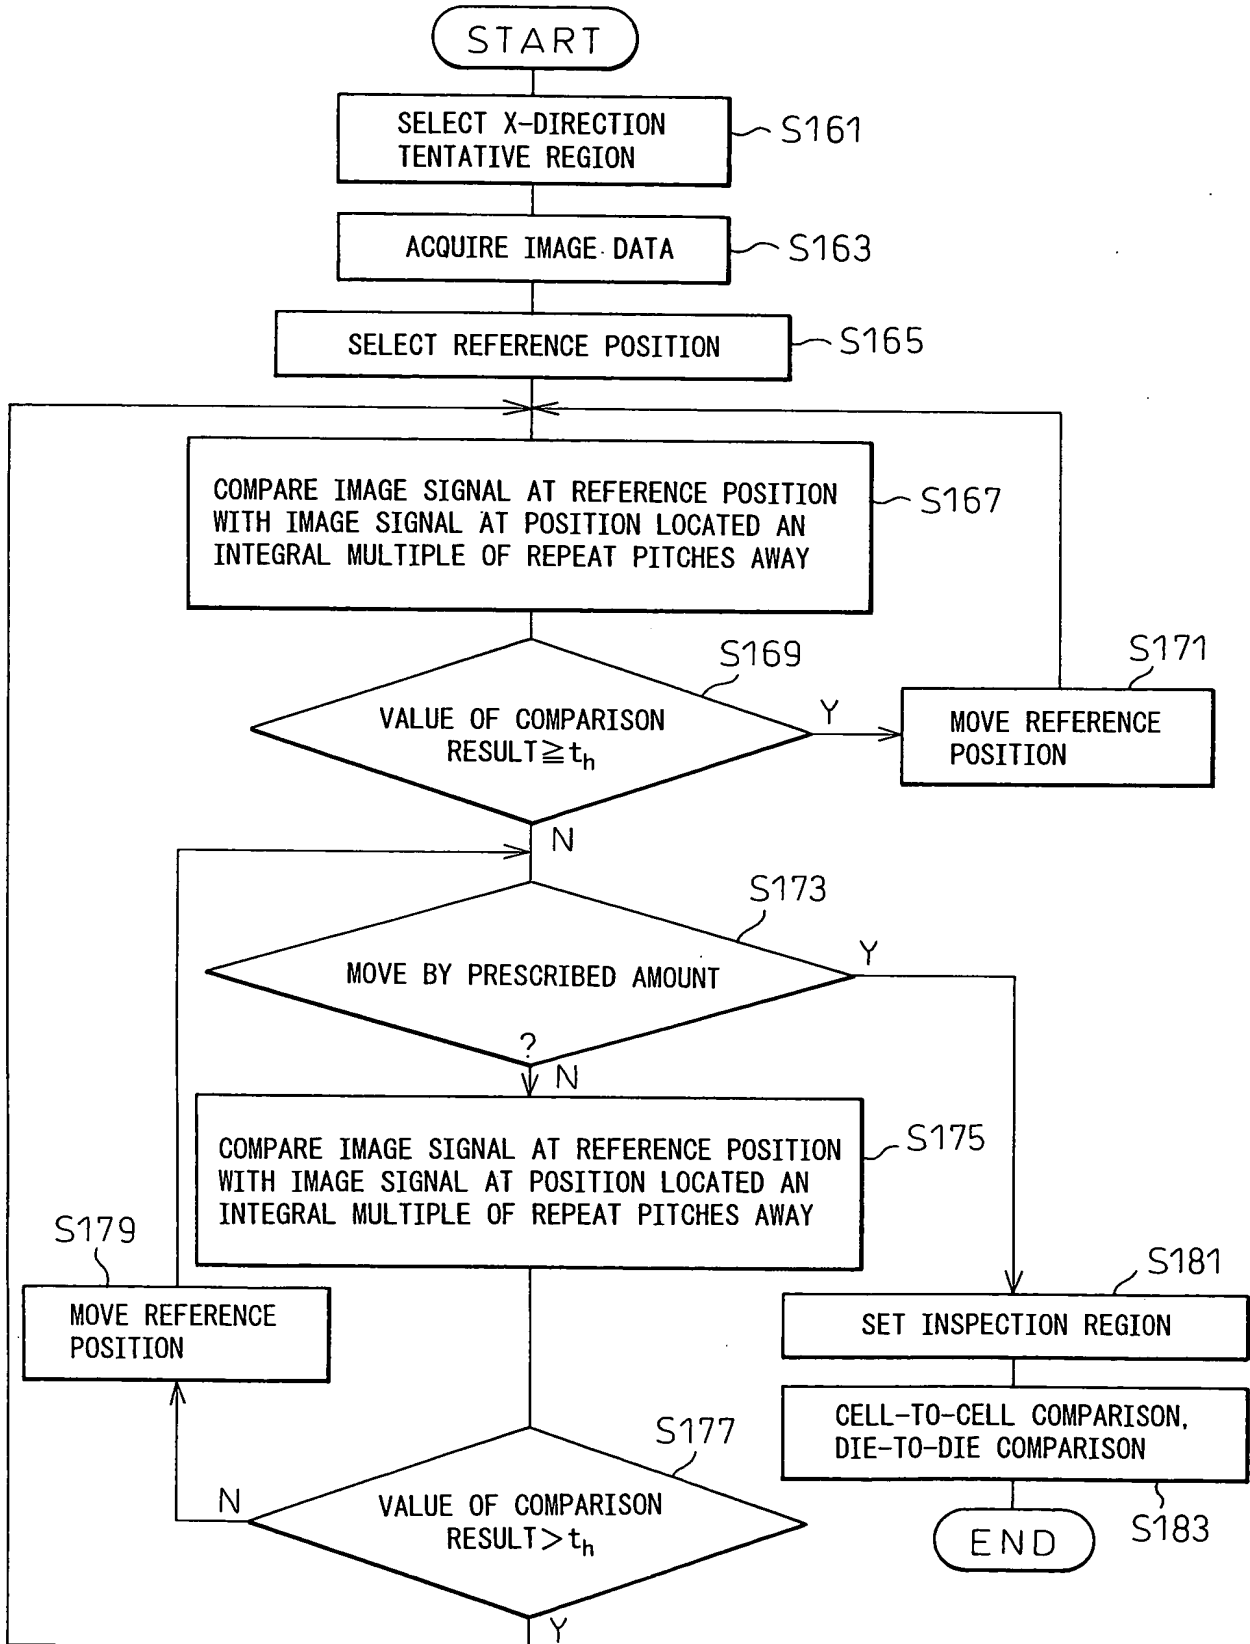 START
SELECT X-DIRECTION
TENTATIVE REGION
S161
ACQUIRE IMAGE DATA
S163
SELECT REFERENCE POSITION
S165
COMPARE IMAGE SIGNAL AT REFERENCE POSITION
WITH IMAGE SIGNAL AT POSITION LOCATED AN
INTEGRAL MULTIPLE OF REPEAT PITCHES AWAY
S167
S169
VALUE OF COMPARISON
RESULT≧th
Y
S171
MOVE REFERENCE
POSITION
N
S173
MOVE BY PRESCRIBED AMOUNT
?
Y
N
COMPARE IMAGE SIGNAL AT REFERENCE POSITION
WITH IMAGE SIGNAL AT POSITION LOCATED AN
INTEGRAL MULTIPLE OF REPEAT PITCHES AWAY
S175
S179
MOVE REFERENCE
POSITION
S181
SET INSPECTION REGION
CELL-TO-CELL COMPARISON,
DIE-TO-DIE COMPARISON
S183
END
S177
VALUE OF COMPARISON
RESULT>th
N
Y